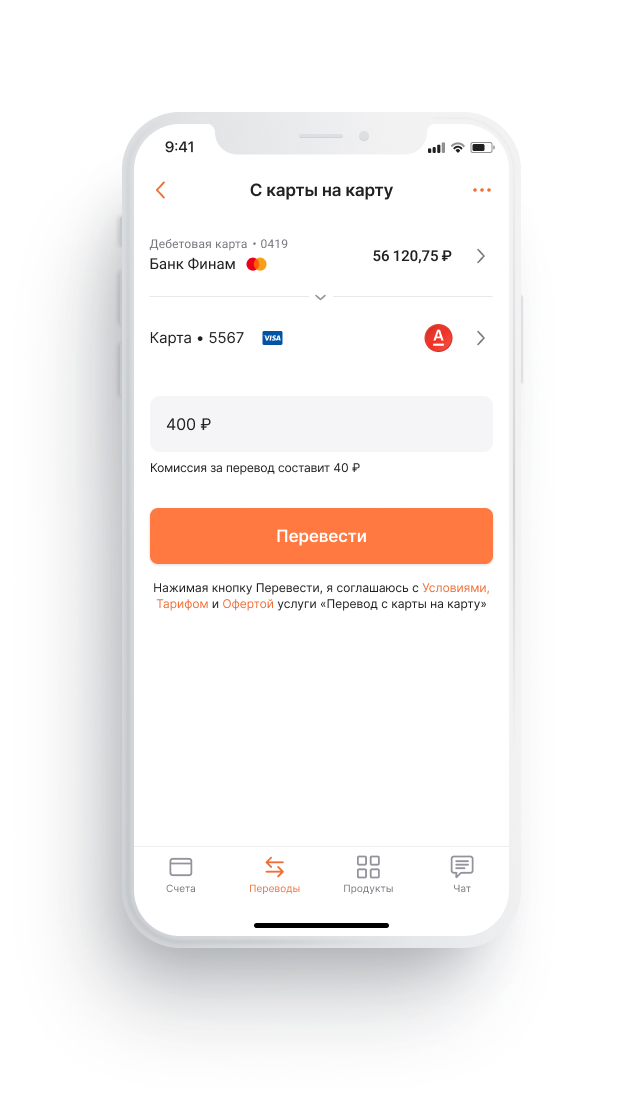 9:41
С карты на карту
Дебетовая карта • 0419
Банк Финам
56 120,75 ₽
Карта • 5567 VISA А
400 ₽
Комиссия за перевод составит 40 ₽
Перевести
Нажимая кнопку Перевести, я соглашаюсь с Условиями,
Тарифом и Офертой услуги «Перевод с карты на карту»
Счета Переводы Продукты Чат